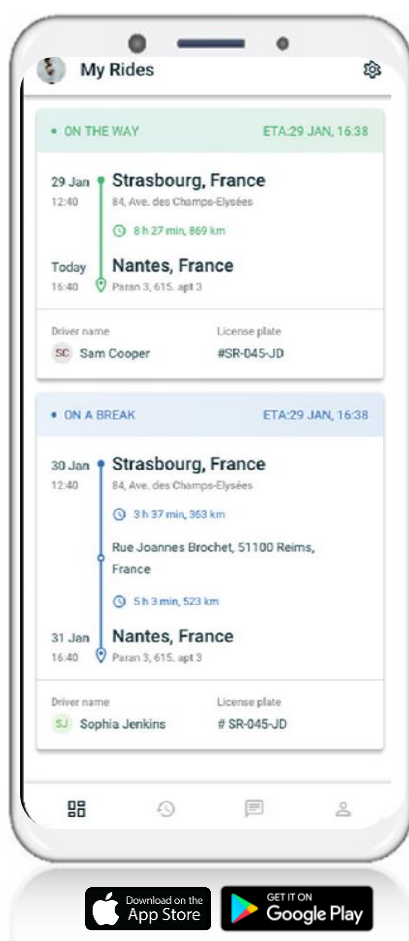 My Rides
• ON THE WAY ETA:29 JAN, 16:38
29 Jan Strasbourg, France
12:40 84, Ave. des Champs-Elysées
8 h 27 min, 869 km
Today Nantes, France
16:40 Paran 3, 615. apt 3
Driver name License plate
SC Sam Cooper #SR-045-JD
• ON A BREAK ETA:29 JAN, 16:38
30 Jan Strasbourg, France
12:40 84, Ave. des Champs-Elysées
3 h 37 min, 363 km
Rue Joannes Brochet, 51100 Reims,
France
5 h 3 min, 523 km
31 Jan Nantes, France
16:40 Paran 3, 615. apt 3
Driver name License plate
SJ Sophia Jenkins # SR-045-JD
Download on the
App Store
GET IT ON
Google Play